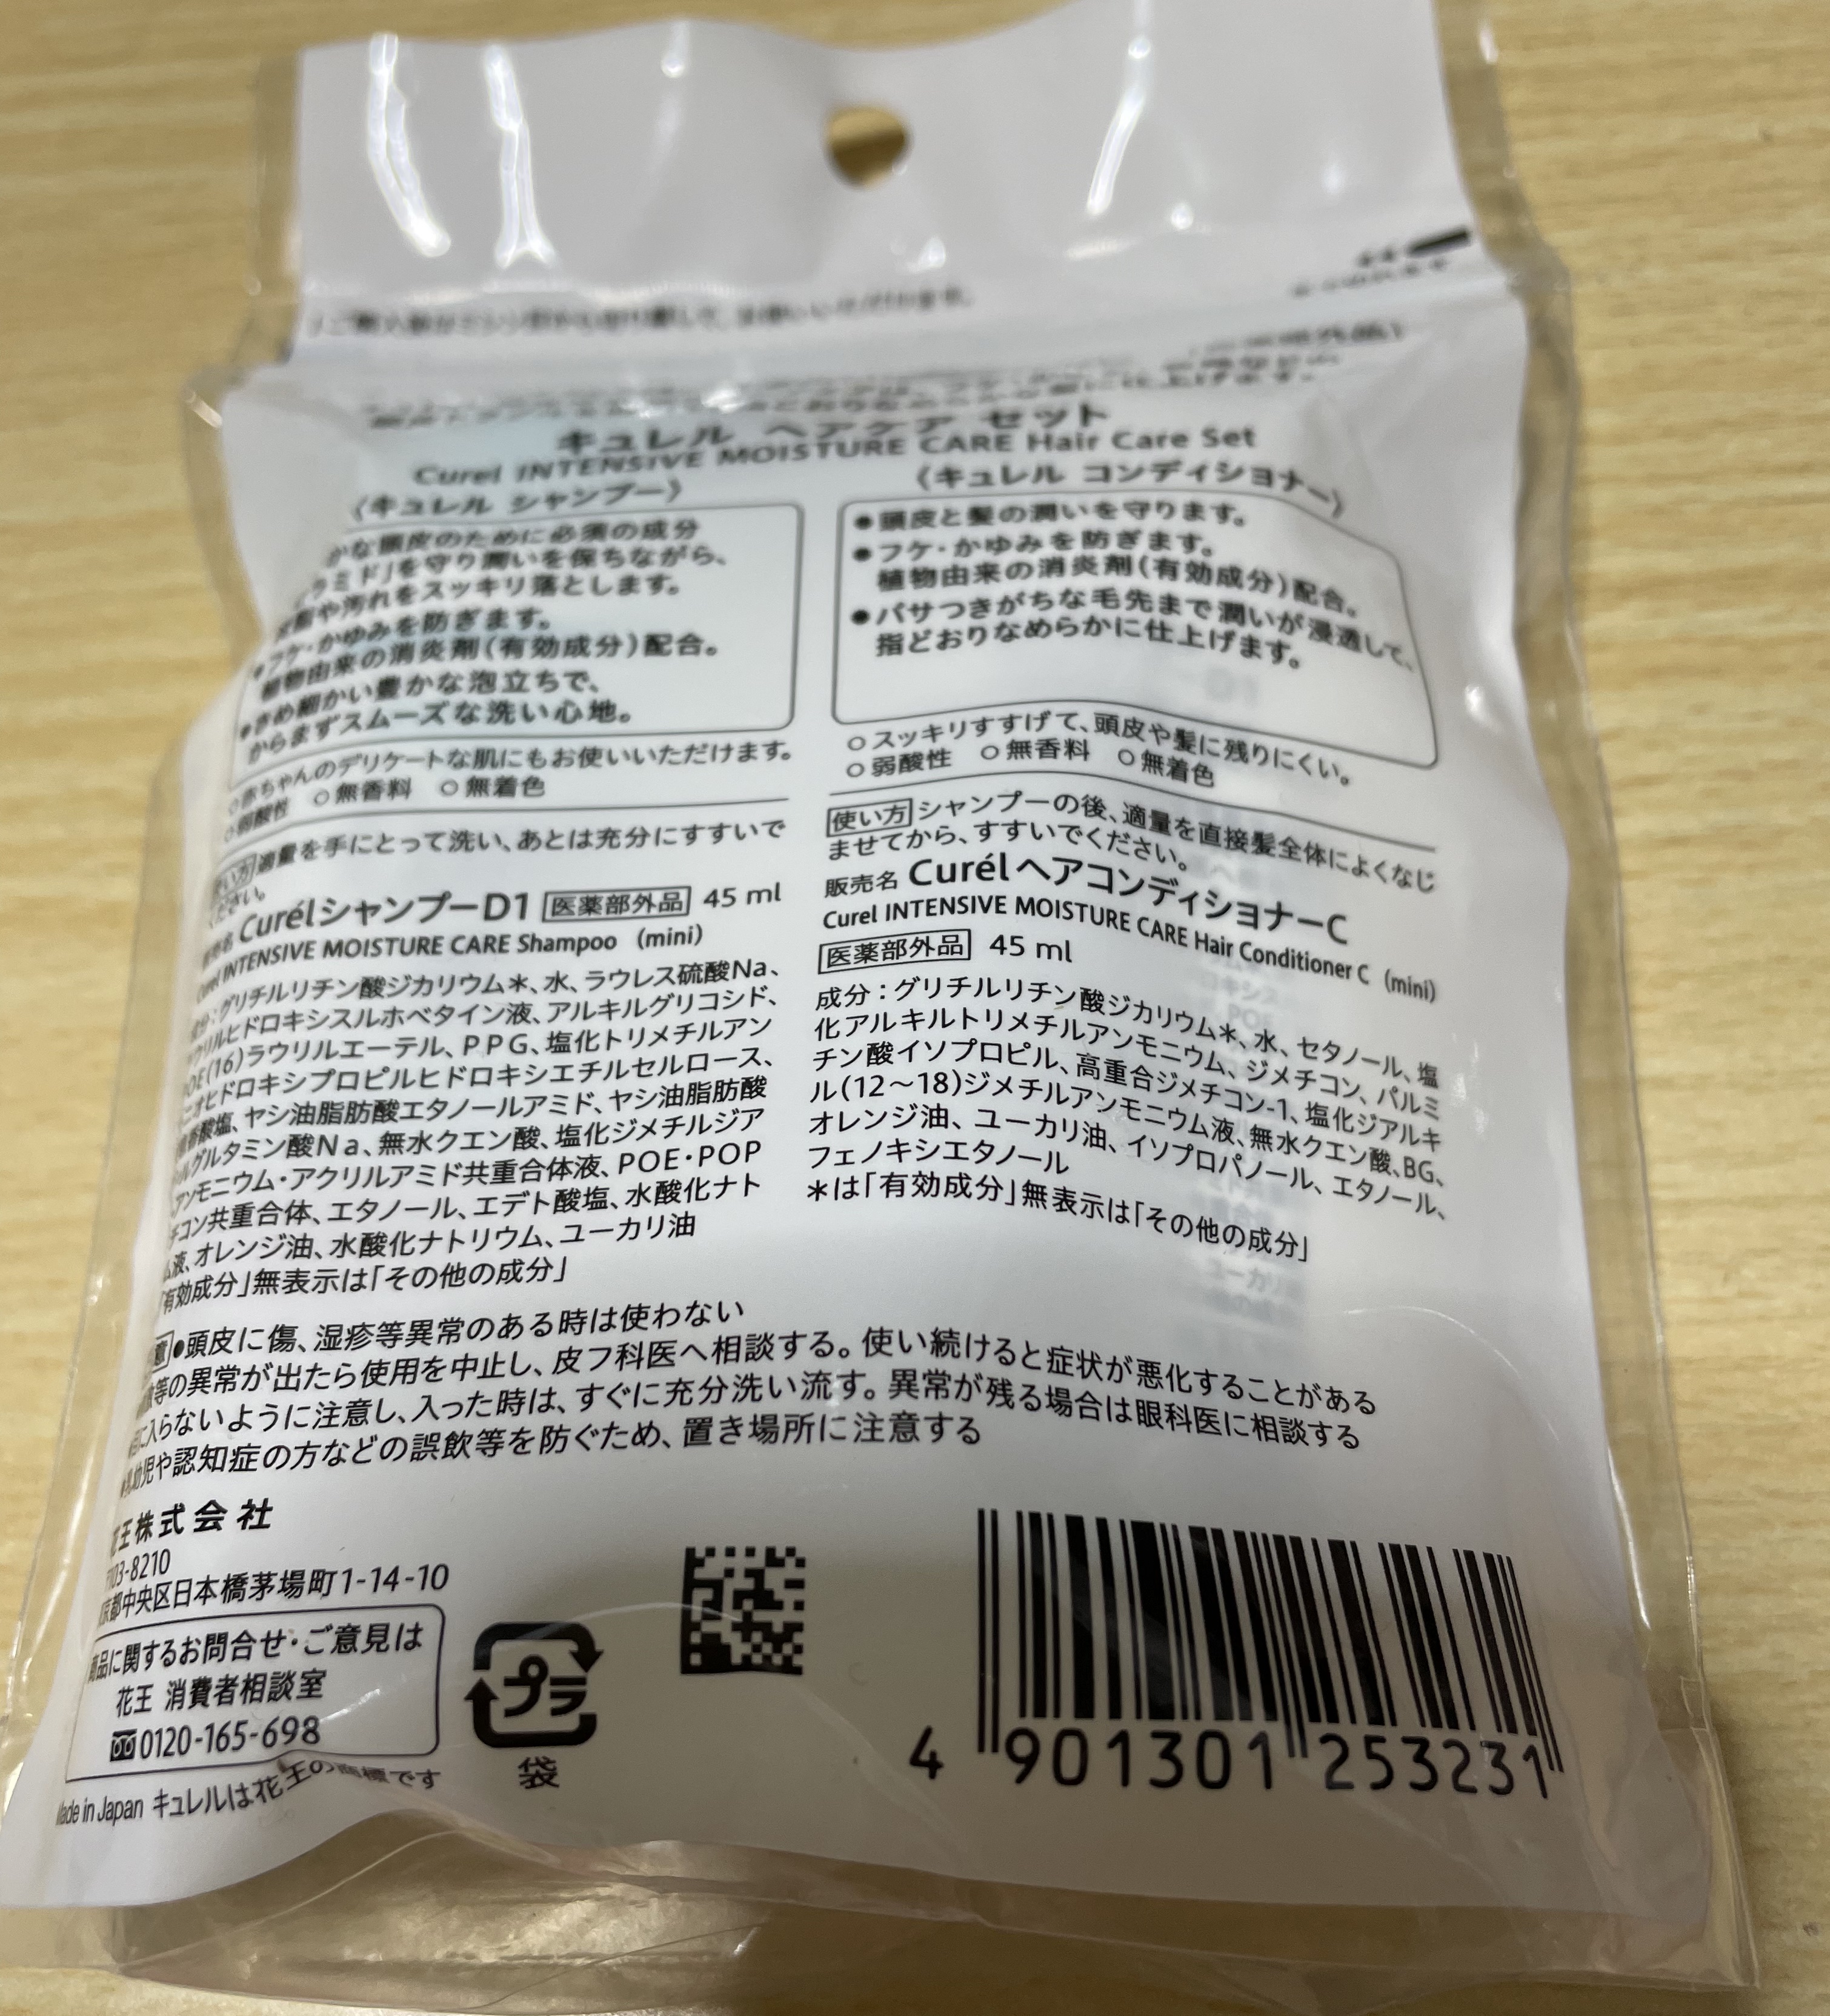 キュレル ヘアケア セット
Curel INTENSIVE MOISTURE CARE Hair Care Set
〈キュレル シャンプー〉
かな頭皮のために必須の成分
ラミド」を守り潤いを保ちながら、
や汚れをスッキリ落とします。
●フケ・かゆみを防ぎます。
植物由来の消炎剤(有効成分)配合。
●きめ細かい豊かな泡立ちで、
からまずスムーズな洗い心地。
○赤ちゃんのデリケートな肌にもお使いいただけます。
○弱酸性 ○無香料 ○無着色
使い方 適量を手にとって洗い、あとは充分にすすいで
ください。
販売名 CurélシャンプーD1 医薬部外品 45 ml
Curel INTENSIVE MOISTURE CARE Shampoo (mini)
成分:グリチルリチン酸ジカリウム*、水、ラウレス硫酸Na、
ウリルヒドロキシスルホベタイン液、アルキルグリコシド、
POE(16)ラウリルエーテル、PPG、塩化トリメチルアン
ニオヒドロキシプロピルヒドロキシエチルセルロース、
香酸塩、ヤシ油脂肪酸エタノールアミド、ヤシ油脂肪酸
グルタミン酸Na、無水クエン酸、塩化ジメチルジア
アンモニウム・アクリルアミド共重合体液、POE・POP
チコン共重合体、エタノール、エデト酸塩、水酸化ナト
ム液、オレンジ油、水酸化ナトリウム、ユーカリ油
「有効成分」無表示は「その他の成分」
〈キュレル コンディショナー〉
●頭皮と髪の潤いを守ります。
●フケ・かゆみを防ぎます。
植物由来の消炎剤(有効成分)配合。
●パサつきがちな毛先まで潤いが浸透して、
指どおりなめらかに仕上げます。
○スッキリすすげて、頭皮や髪に残りにくい。
○弱酸性 ○無香料 ○無着色
使い方 シャンプーの後、適量を直接髪全体によくなじ
ませてから、すすいでください。
販売名 CurélヘアコンディショナーC
Curel INTENSIVE MOISTURE CARE Hair Conditioner C (mini)
医薬部外品 45 ml
成分:グリチルリチン酸ジカリウム*、水、セタノール、塩
化アルキルトリメチルアンモニウム、ジメチコン、パルミ
チン酸イソプロピル、高重合ジメチコン-1、塩化ジアルキ
ル(12~18)ジメチルアンモニウム液、無水クエン酸、BG、
オレンジ油、ユーカリ油、イソプロパノール、エタノール、
フェノキシエタノール
*は「有効成分」無表示は「その他の成分」
意 ●頭皮に傷、湿疹等異常のある時は使わない
等の異常が出たら使用を中止し、皮フ科医へ相談する。使い続けると症状が悪化することがある
に入らないように注意し、入った時は、すぐに充分洗い流す。異常が残る場合は眼科医に相談する
●乳幼児や認知症の方などの誤飲等を防ぐため、置き場所に注意する
花王株式会社
〒103-8210
京都中央区日本橋茅場町1-14-10
商品に関するお問合せ・ご意見は
花王 消費者相談室
0120-165-698
Made in Japan キュレルは花王の商標です
プラ
袋
4 901301 253231